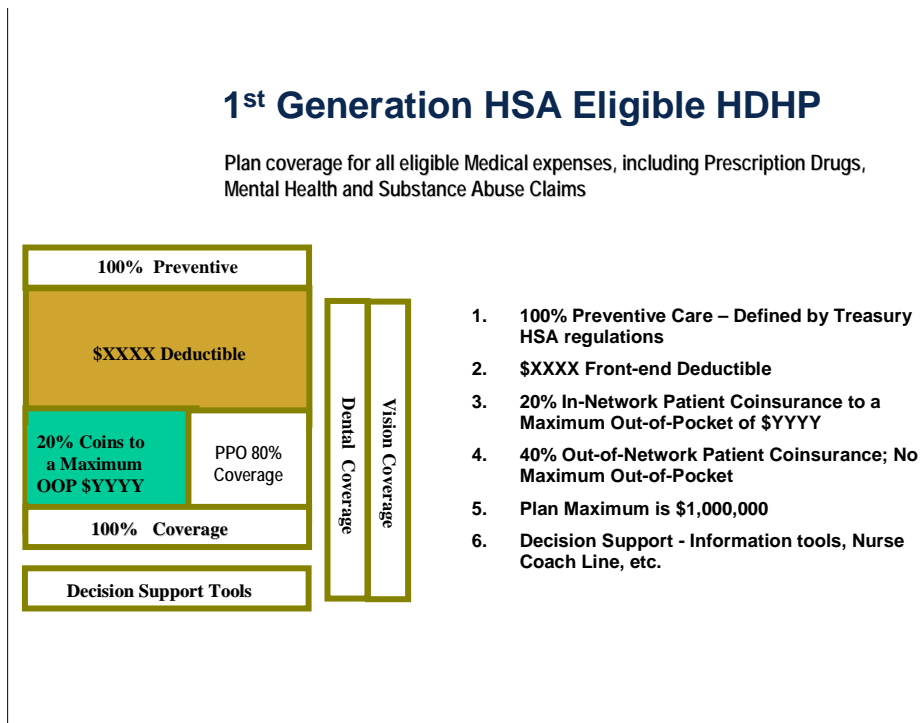 1st Generation HSA Eligible HDHP
Plan coverage for all eligible Medical expenses, including Prescription Drugs,
Mental Health and Substance Abuse Claims
100% Preventive
$XXXX Deductible
20% Coins to
a Maximum
OOP $YYYY
PPO 80%
Coverage
100% Coverage
Decision Support Tools
Dental Coverage
Vision Coverage
1. 100% Preventive Care – Defined by Treasury
HSA regulations
2. $XXXX Front-end Deductible
3. 20% In-Network Patient Coinsurance to a
Maximum Out-of-Pocket of $YYYY
4. 40% Out-of-Network Patient Coinsurance; No
Maximum Out-of-Pocket
5. Plan Maximum is $1,000,000
6. Decision Support - Information tools, Nurse
Coach Line, etc.